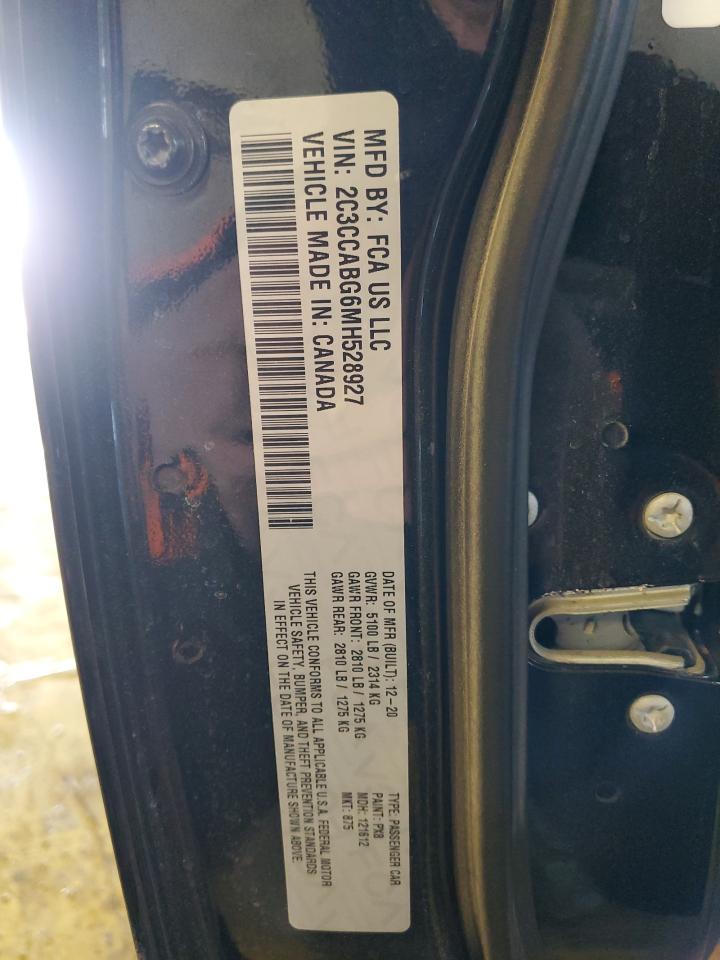 MFD BY: FCA US LLC
VIN: 2C3CCABG6MH528927
VEHICLE MADE IN: CANADA
DATE OF MFR (BUILT): 12-20
GVWR: 5100 LB / 2314 KG
GAWR FRONT: 2810 LB / 1275 KG
GAWR REAR: 2810 LB / 1275 KG
TYPE: PASSENGER CAR
PAINT: PX8
MDH: 121612
MKT: 875
THIS VEHICLE CONFORMS TO ALL APPLICABLE U.S.A. FEDERAL MOTOR
VEHICLE SAFETY, BUMPER, AND THEFT PREVENTION STANDARDS
IN EFFECT ON THE DATE OF MANUFACTURE SHOWN ABOVE.